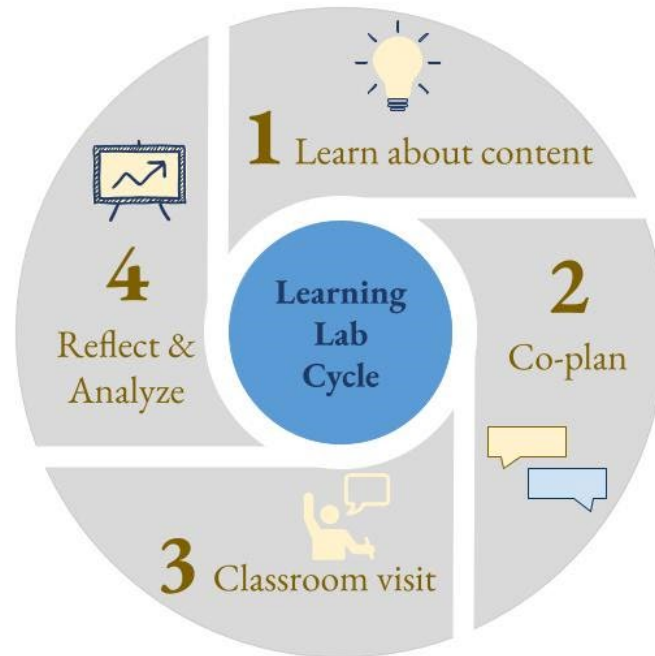 1 Learn about content
2
Co-plan
3 Classroom visit
4
Reflect &
Analyze
Learning
Lab
Cycle